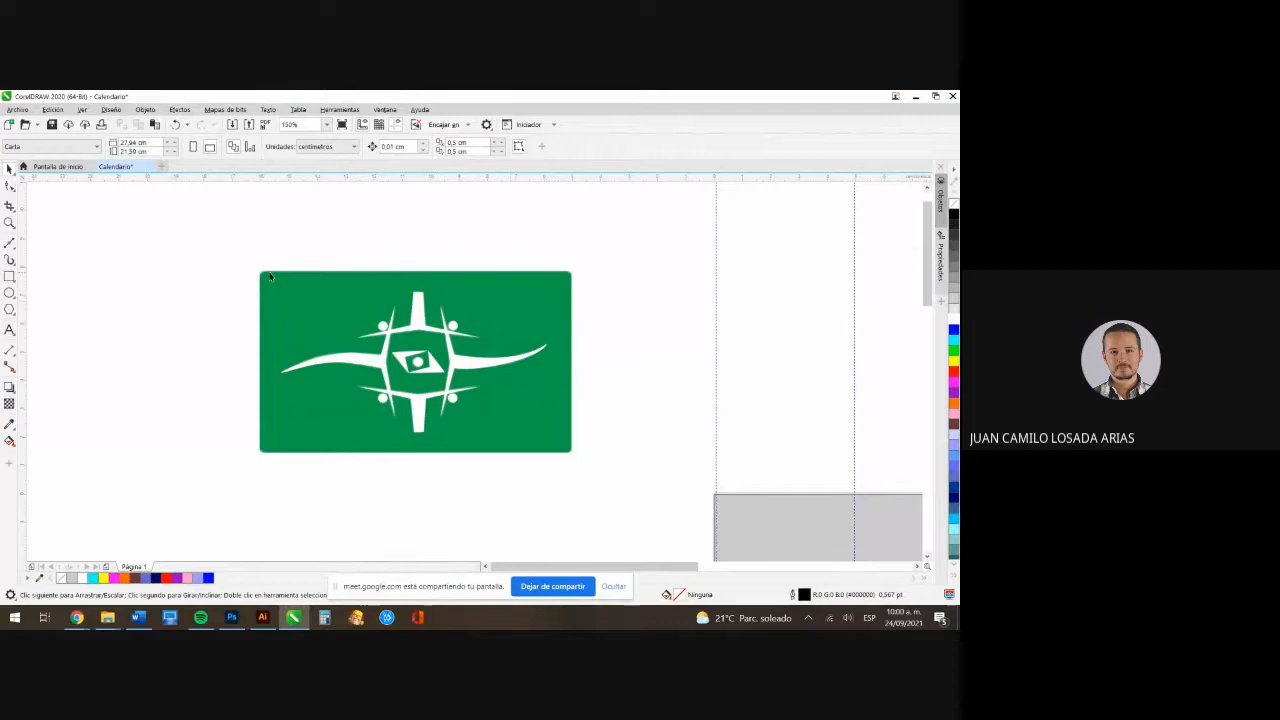 CorelDRAW 2020 (64-Bit) - Calendario*
Archivo Edición Ver Diseño Objeto Efectos Mapas de bits Texto Tabla Herramientas Ventana Ayuda
PDF 150% Encajar en Iniciador
Carta 27,94 cm 21,59 cm Unidades: centímetros 0,01 cm 0,5 cm 0,5 cm
Pantalla de inicio Calendario*
Objetos
Propiedades
JUAN CAMILO LOSADA ARIAS
Página 1
meet.google.com está compartiendo tu pantalla. Dejar de compartir Ocultar
Clic siguiente para Arrastrar/Escalar; Clic segundo para Girar/Inclinar; Doble clic en herramienta seleccion
Ninguna R:0 G:0 B:0 (#000000) 0,567 pt
21°C Parc. soleado ESP 10:00 a. m.
24/09/2021